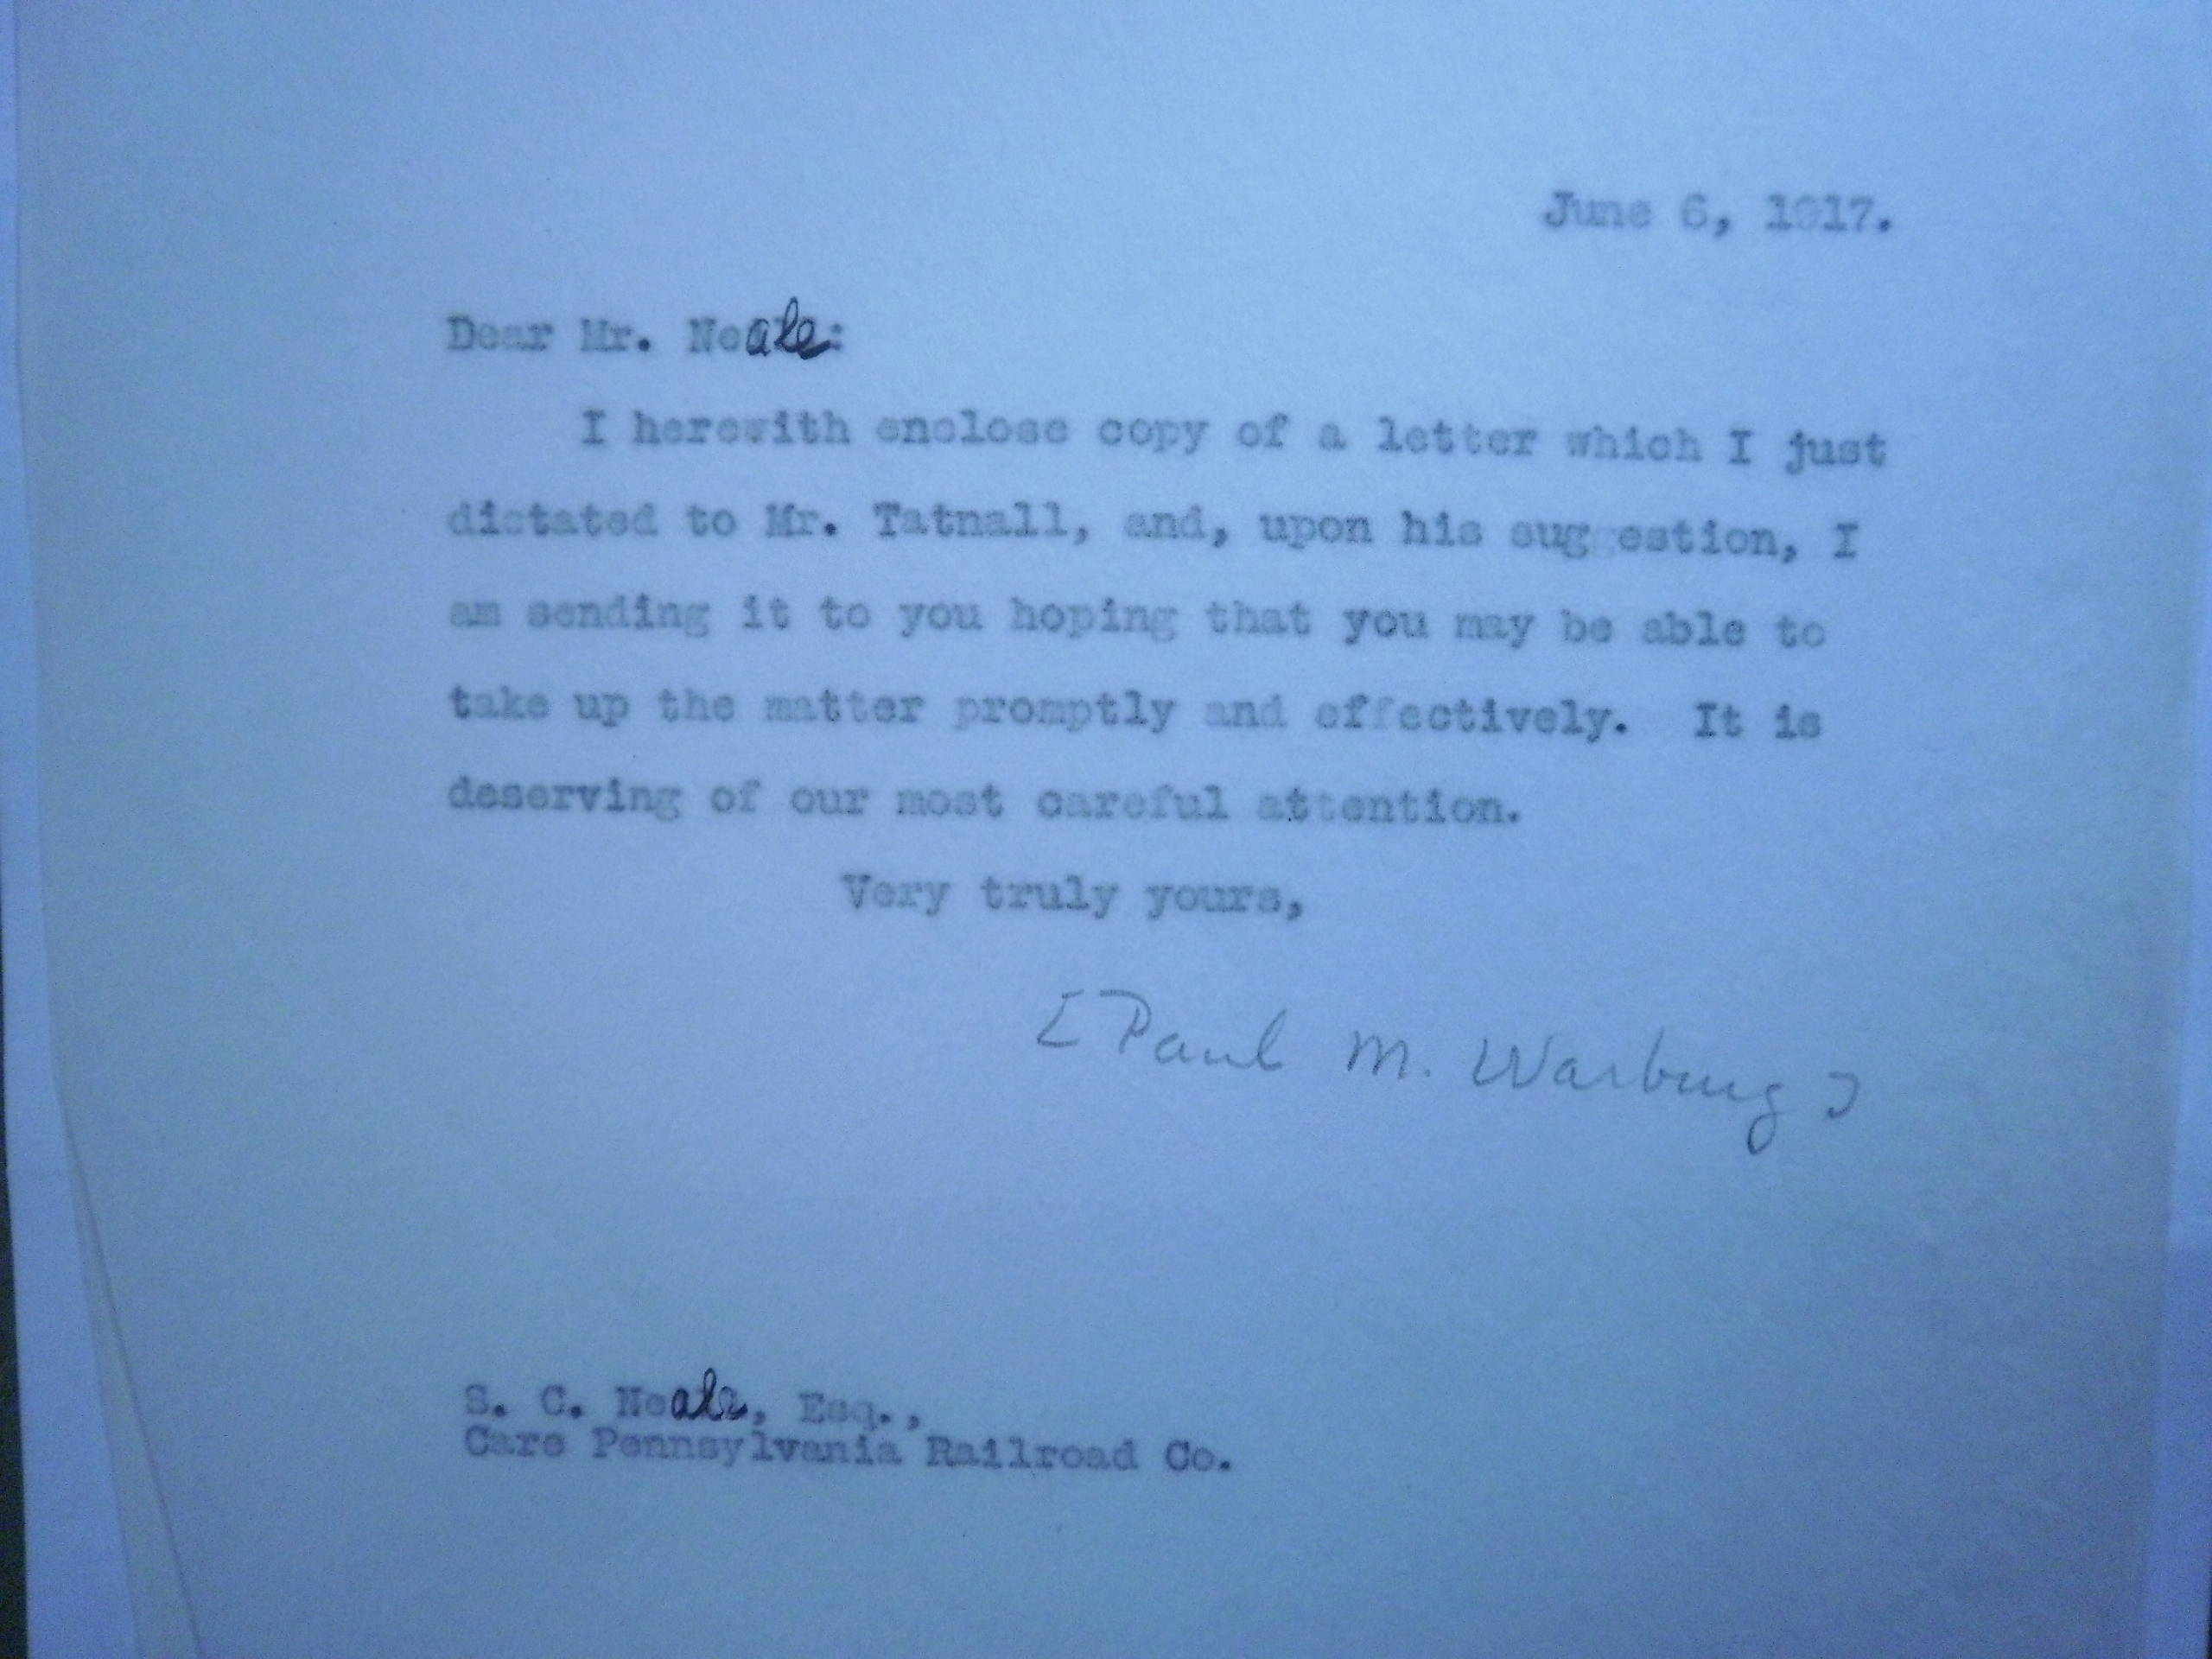 June 6, 1917.
Dear Mr. Neale:
I herewith enclose copy of a letter which I just
dictated to Mr. Tatnall, and, upon his suggestion, I
am sending it to you hoping that you may be able to
take up the matter promptly and effectively. It is
deserving of our most careful attention.
Very truly yours,
[Paul M. Warburg]
S. C. Neale, Esq.,
Care Pennsylvania Railroad Co.